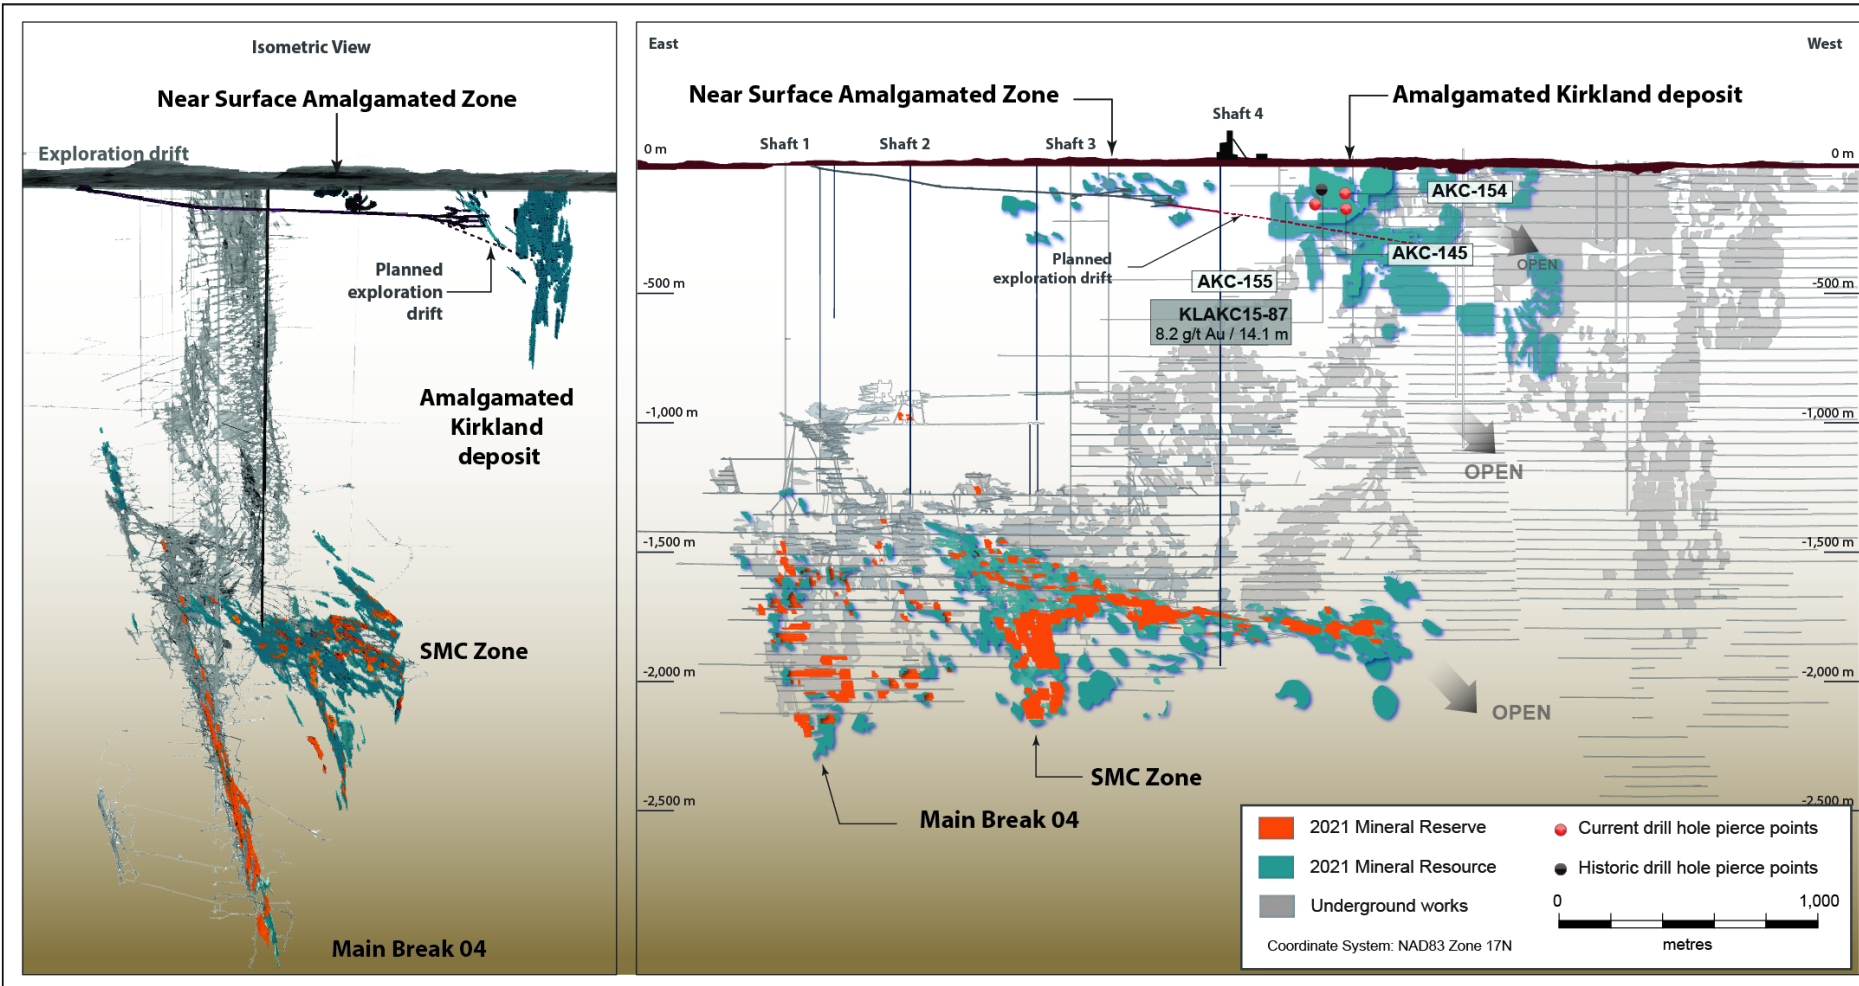 Isometric View
Near Surface Amalgamated Zone
Exploration drift
Planned
exploration
drift
Amalgamated
Kirkland
deposit
SMC Zone
Main Break 04
East
West
Near Surface Amalgamated Zone
Amalgamated Kirkland deposit
Shaft 4
Shaft 1
Shaft 2
Shaft 3
0 m
0 m
AKC-154
Planned
exploration drift
AKC-145
OPEN
AKC-155
-500 m
-500 m
KLAKC15-87
8.2 g/t Au / 14.1 m
-1,000 m
-1,000 m
OPEN
-1,500 m
-1,500 m
-2,000 m
-2,000 m
OPEN
SMC Zone
-2,500 m
-2,500 m
Main Break 04
2021 Mineral Reserve
2021 Mineral Resource
Underground works
Current drill hole pierce points
Historic drill hole pierce points
0
1,000
metres
Coordinate System: NAD83 Zone 17N